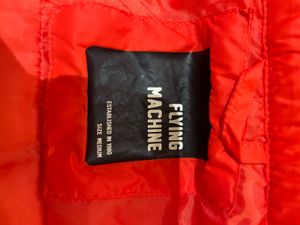 FLYING
MACHINE
ESTABLISHED IN 1980
SIZE MEDIUM